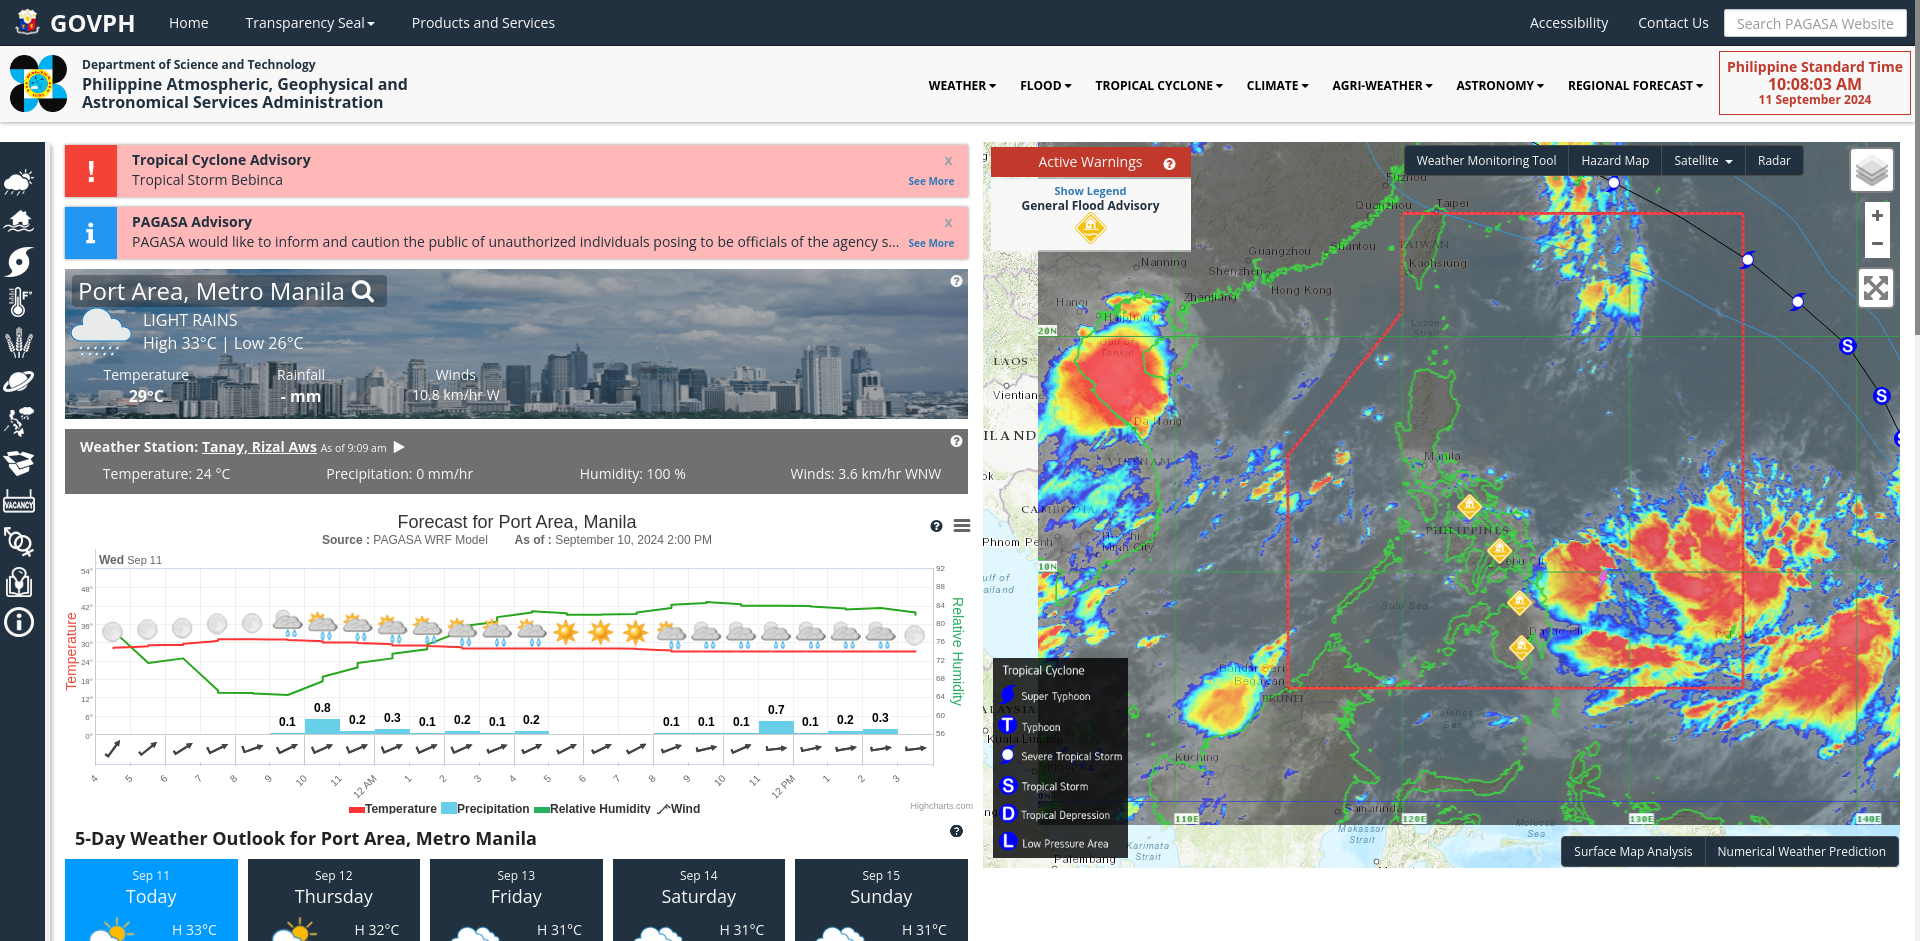 GOVPH
Home
Transparency Seal
Products and Services
Accessibility
Contact Us
Search PAGASA Website
Department of Science and Technology
Philippine Atmospheric, Geophysical and
Astronomical Services Administration
WEATHER
FLOOD
TROPICAL CYCLONE
CLIMATE
AGRI-WEATHER
ASTRONOMY
REGIONAL FORECAST
Philippine Standard Time
10:08:03 AM
11 September 2024
VACANCY
Tropical Cyclone Advisory
x
Tropical Storm Bebinca
See More
PAGASA Advisory
x
PAGASA would like to inform and caution the public of unauthorized individuals posing to be officials of the agency s...
See More
Port Area, Metro Manila
LIGHT RAINS
High 33°C | Low 26°C
Temperature
Rainfall
Winds
29°C
- mm
10.8 km/hr W
Weather Station: Tanay, Rizal Aws As of 9:09 am
Temperature: 24 °C
Precipitation: 0 mm/hr
Humidity: 100 %
Winds: 3.6 km/hr WNW
Forecast for Port Area, Manila
Source : PAGASA WRF Model As of : September 10, 2024 2:00 PM
Wed Sep 11
54°
48°
42°
36°
30°
24°
18°
12°
6°
0°
Temperature
92
88
84
80
76
72
68
64
60
56
Relative Humidity
0.1
0.8
0.2
0.3
0.1
0.2
0.1
0.2
0.1
0.1
0.1
0.7
0.1
0.2
0.3
4
5
6
7
8
9
10
11
12 AM
1
2
3
4
5
6
7
8
9
10
11
12 PM
1
2
3
Temperature
Precipitation
Relative Humidity
Wind
Highcharts.com
5-Day Weather Outlook for Port Area, Metro Manila
Sep 11
Today
H 33°C
Sep 12
Thursday
H 32°C
Sep 13
Friday
H 31°C
Sep 14
Saturday
H 31°C
Sep 15
Sunday
H 31°C
Active Warnings
Show Legend
General Flood Advisory
Weather Monitoring Tool
Hazard Map
Satellite
Radar
+
−
Fuzhou
Quanzhou
Taipei
TAIWAN
Kaohsiung
Guangzhou
Shantou
Nanning
Shenzhen
Hong Kong
Zhanjiang
Hanoi
Haiphong
Gulf of
Tonkin
Luzon
Strait
20N
LAOS
Vientian
Da Nang
ILAND
VIETNAM
ok
CAMBODIA
Phnom Penh
Ho Chi
Minh City
Manila
PHILIPPINES
Cebu City
10N
ulf of
ailand
Sulu Sea
Davao City
PALAU
Bandar Seri
Begawan
BRUNEI
Celebes
Sea
ALAYSIA
Kuala Lumpur
Kuching
Samarinda
110E
120E
130E
140E
Makassar
Strait
Molucca
Sea
Karimata
Strait
Palembang
Tropical Cyclone
Super Typhoon
T Typhoon
Severe Tropical Storm
S Tropical Storm
D Tropical Depression
L Low Pressure Area
S
S
Surface Map Analysis
Numerical Weather Prediction